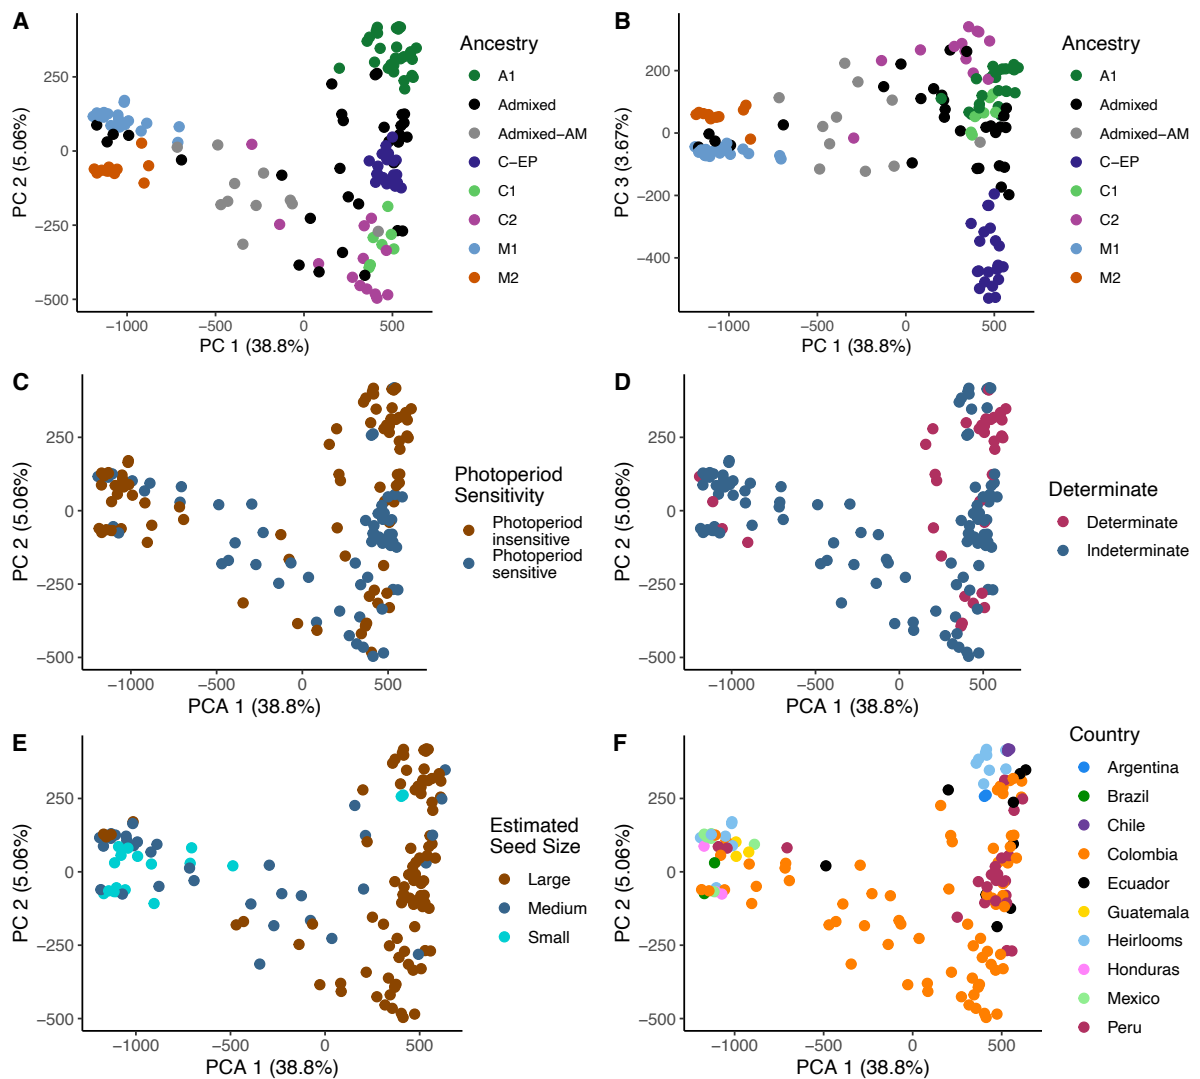 A
PC 2 (5.06%)
250
0
−250
−500
−1000
−500
0
500
PC 1 (38.8%)
Ancestry
A1
Admixed
Admixed−AM
C−EP
C1
C2
M1
M2
B
PC 3 (3.67%)
200
0
−200
−400
−1000
−500
0
500
PC 1 (38.8%)
Ancestry
A1
Admixed
Admixed−AM
C−EP
C1
C2
M1
M2
C
PC 2 (5.06%)
250
0
−250
−500
−1000
−500
0
500
PCA 1 (38.8%)
Photoperiod
Sensitivity
Photoperiod
insensitive
Photoperiod
sensitive
D
PC 2 (5.06%)
250
0
−250
−500
−1000
−500
0
500
PCA 1 (38.8%)
Determinate
Determinate
Indeterminate
E
PC 2 (5.06%)
250
0
−250
−500
−1000
−500
0
500
PCA 1 (38.8%)
Estimated
Seed Size
Large
Medium
Small
F
PC 2 (5.06%)
250
0
−250
−500
−1000
−500
0
500
PCA 1 (38.8%)
Country
Argentina
Brazil
Chile
Colombia
Ecuador
Guatemala
Heirlooms
Honduras
Mexico
Peru